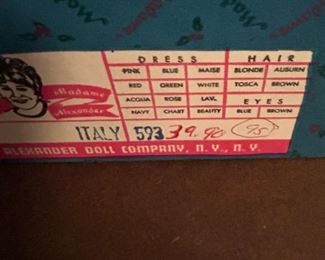 DRESS HAIR
PINK BLUE MAISE BLONDE AUBURN
RED GREEN WHITE TOSCA BROWN
ACQUA ROSE LAV. EYES
NAVY CHART BEAUTY BLUE BROWN
Madame
Alexander
ITALY 593 39.90 95
ALEXANDER DOLL COMPANY, N.Y., N.Y.